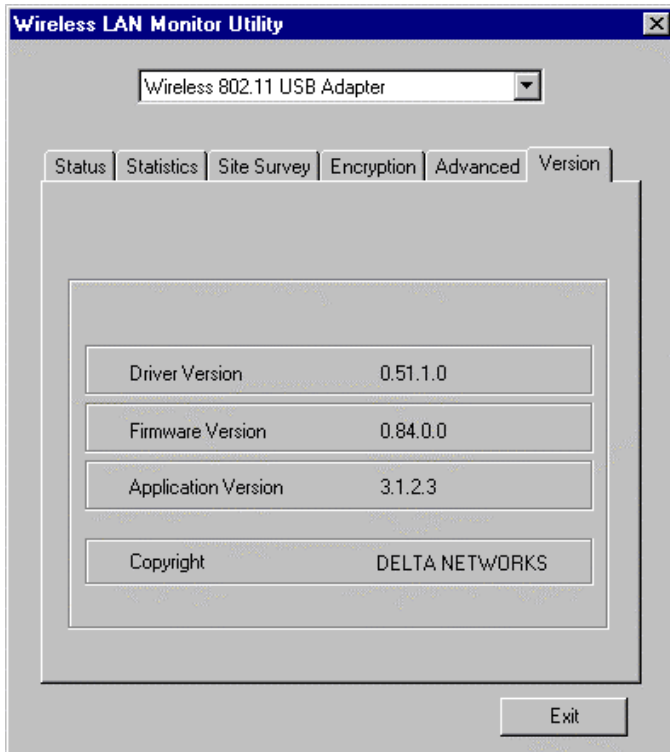 Wireless LAN Monitor Utility
Wireless 802.11 USB Adapter
Status Statistics Site Survey Encryption Advanced Version
Driver Version 0.51.1.0
Firmware Version 0.84.0.0
Application Version 3.1.2.3
Copyright DELTA NETWORKS
Exit